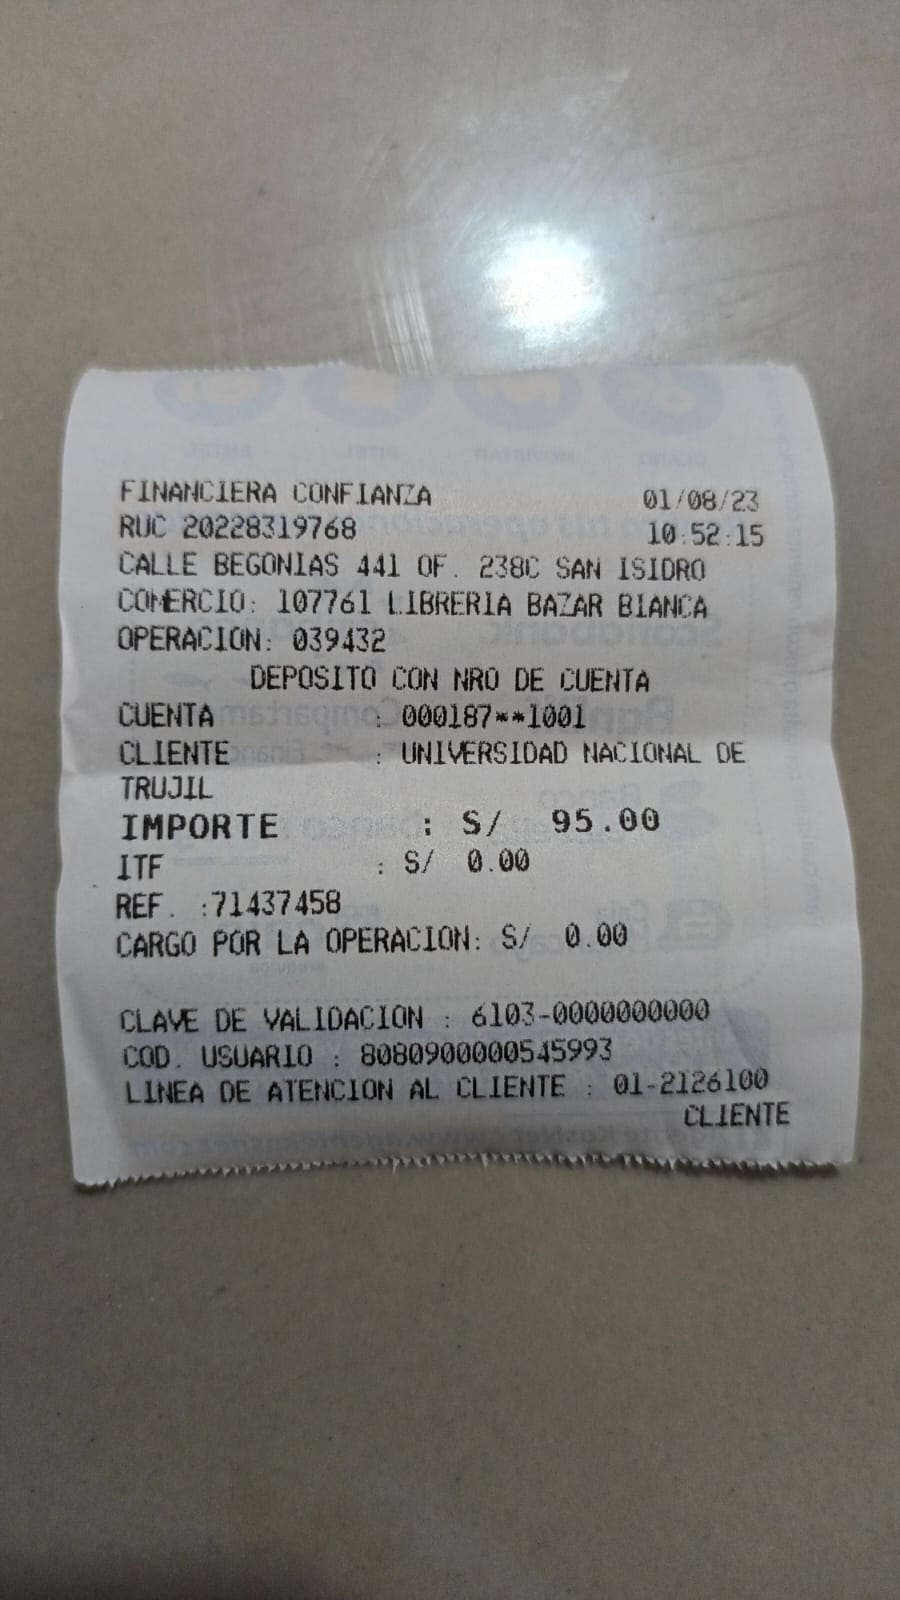 FINANCIERA CONFIANZA 01/08/23
RUC 20228319768 10:52:15
CALLE BEGONIAS 441 OF. 238C SAN ISIDRO
COMERCIO: 107761 LIBRERIA BAZAR BIANCA
OPERACION: 039432
DEPOSITO CON NRO DE CUENTA
CUENTA : 000187**1001
CLIENTE : UNIVERSIDAD NACIONAL DE
TRUJIL
IMPORTE : S/ 95.00
ITF : S/ 0.00
REF. :71437458
CARGO POR LA OPERACION: S/ 0.00
CLAVE DE VALIDACION : 6103-0000000000
COD. USUARIO : 8080900000545993
LINEA DE ATENCION AL CLIENTE : 01-2126100
CLIENTE